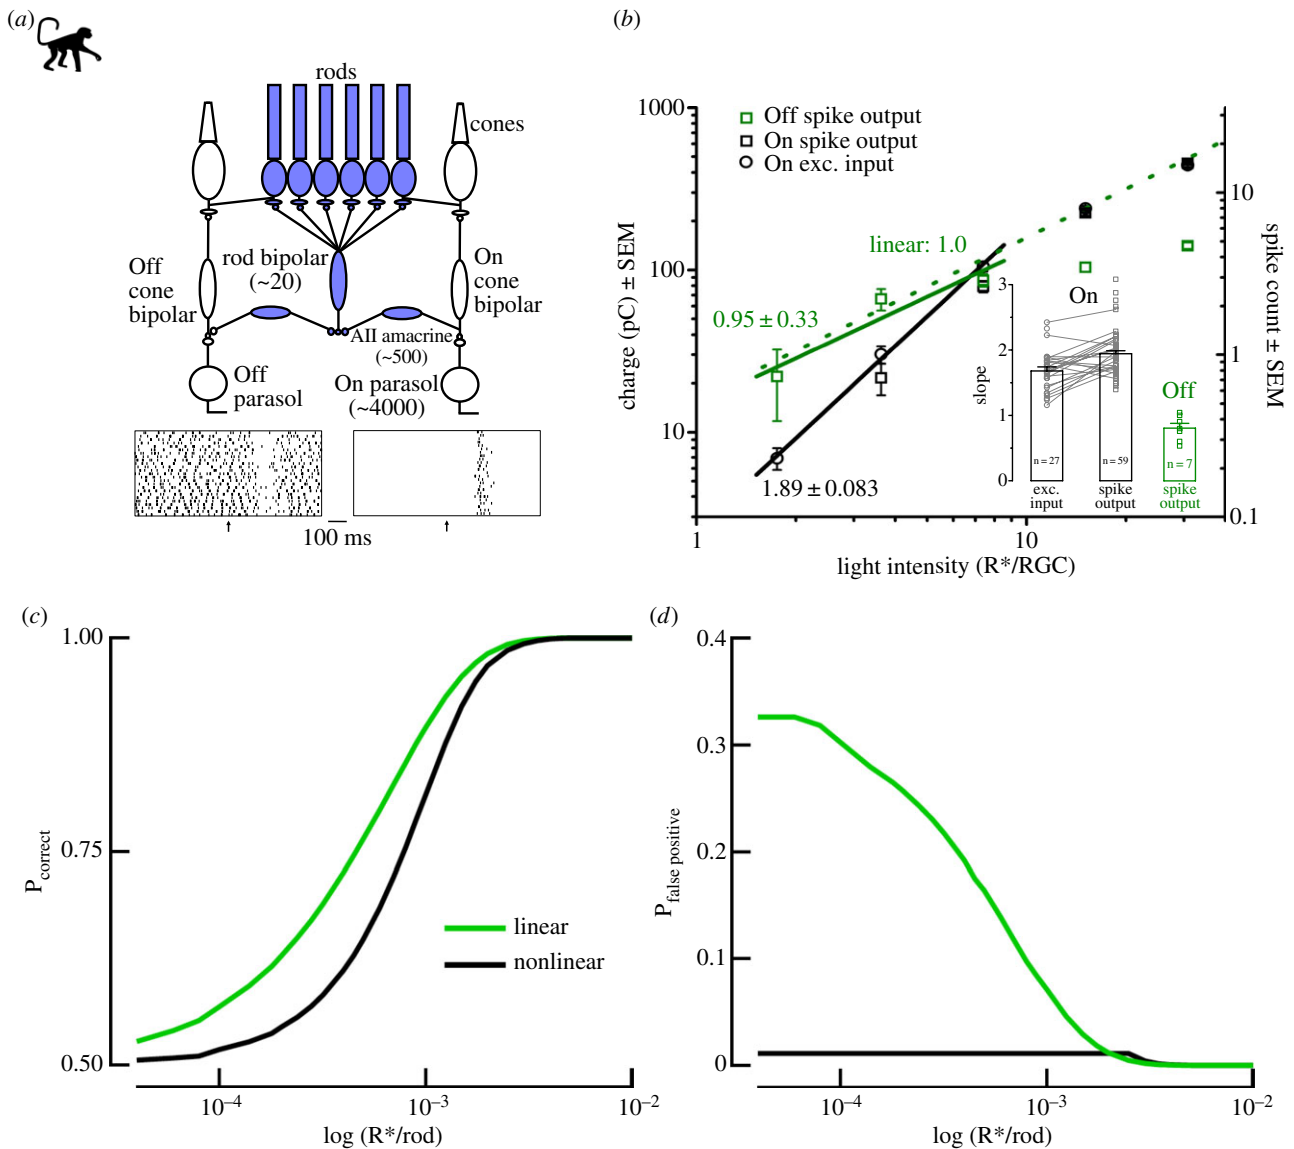 (a)
rods
cones
rod bipolar
(~20)
Off
cone
bipolar
On
cone
bipolar
AII amacrine
(~500)
Off
parasol
On parasol
(~4000)
100 ms
(b)
Off spike output
On spike output
On exc. input
1000
100
10
charge (pC) ± SEM
linear: 1.0
0.95 ± 0.33
1.89 ± 0.083
10
1
0.1
spike count ± SEM
1
10
light intensity (R*/RGC)
3
2
1
0
slope
On
Off
n = 27
n = 59
n = 7
exc.
input
spike
output
spike
output
(c)
1.00
0.75
0.50
P correct
linear
nonlinear
10–4
10–3
10–2
log (R*/rod)
(d)
0.4
0.3
0.2
0.1
0
P false positive
10–4
10–3
10–2
log (R*/rod)